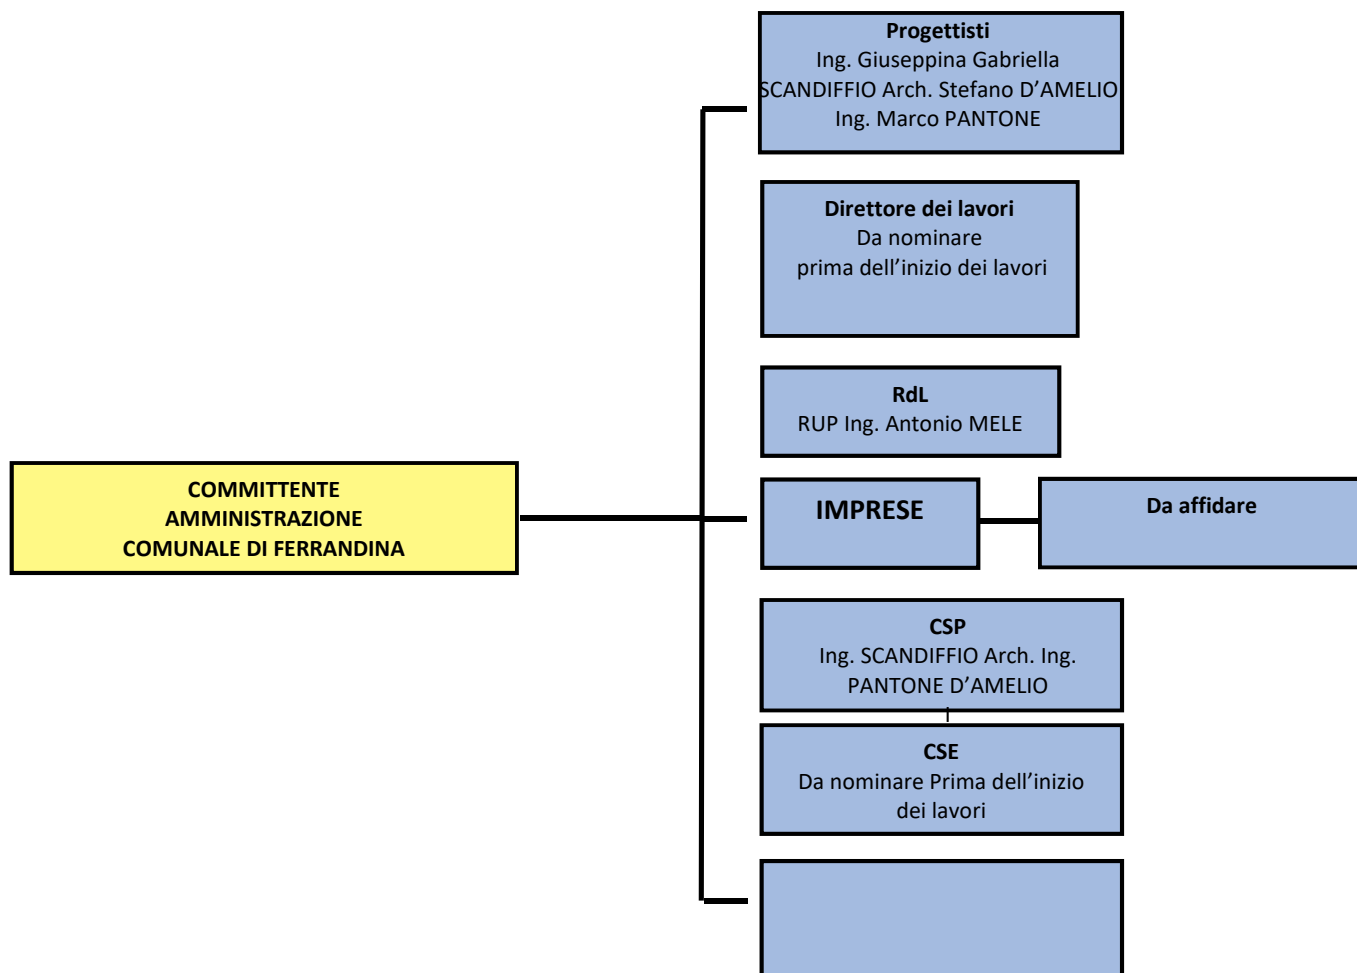 Progettisti
Ing. Giuseppina Gabriella
SCANDIFFIO Arch. Stefano D’AMELIO
Ing. Marco PANTONE
Direttore dei lavori
Da nominare
prima dell’inizio dei lavori
RdL
RUP Ing. Antonio MELE
COMMITTENTE
AMMINISTRAZIONE
COMUNALE DI FERRANDINA
IMPRESE
Da affidare
CSP
Ing. SCANDIFFIO Arch. Ing.
PANTONE D’AMELIO
CSE
Da nominare Prima dell’inizio
dei lavori